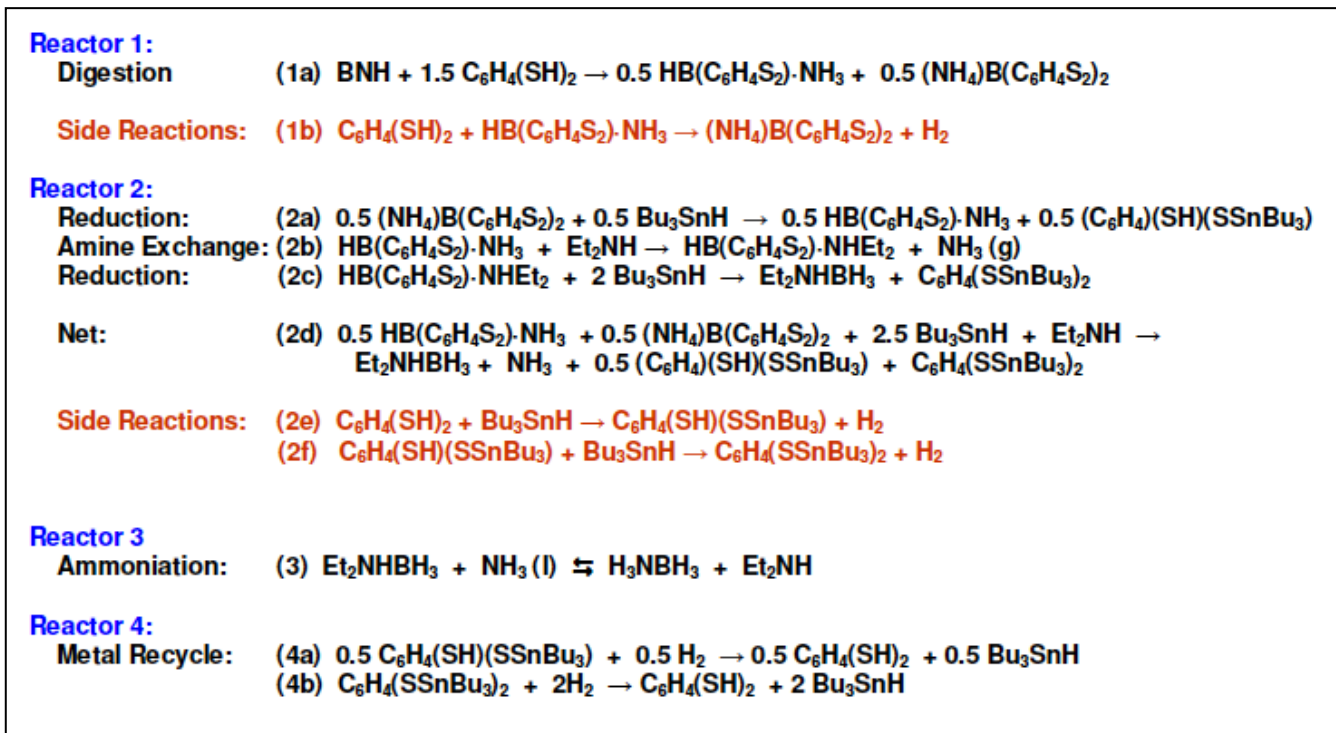 Reactor 1:
Digestion (1a) BNH + 1.5 C₆H₄(SH)₂ → 0.5 HB(C₆H₄S₂)·NH₃ + 0.5 (NH₄)B(C₆H₄S₂)₂
Side Reactions: (1b) C₆H₄(SH)₂ + HB(C₆H₄S₂)·NH₃ → (NH₄)B(C₆H₄S₂)₂ + H₂
Reactor 2:
Reduction: (2a) 0.5 (NH₄)B(C₆H₄S₂)₂ + 0.5 Bu₃SnH → 0.5 HB(C₆H₄S₂)·NH₃ + 0.5 (C₆H₄)(SH)(SSnBu₃)
Amine Exchange: (2b) HB(C₆H₄S₂)·NH₃ + Et₂NH → HB(C₆H₄S₂)·NHEt₂ + NH₃ (g)
Reduction: (2c) HB(C₆H₄S₂)·NHEt₂ + 2 Bu₃SnH → Et₂NHBH₃ + C₆H₄(SSnBu₃)₂
Net: (2d) 0.5 HB(C₆H₄S₂)·NH₃ + 0.5 (NH₄)B(C₆H₄S₂)₂ + 2.5 Bu₃SnH + Et₂NH →
Et₂NHBH₃ + NH₃ + 0.5 (C₆H₄)(SH)(SSnBu₃) + C₆H₄(SSnBu₃)₂
Side Reactions: (2e) C₆H₄(SH)₂ + Bu₃SnH → C₆H₄(SH)(SSnBu₃) + H₂
(2f) C₆H₄(SH)(SSnBu₃) + Bu₃SnH → C₆H₄(SSnBu₃)₂ + H₂
Reactor 3
Ammoniation: (3) Et₂NHBH₃ + NH₃ (l) ⇆ H₃NBH₃ + Et₂NH
Reactor 4:
Metal Recycle: (4a) 0.5 C₆H₄(SH)(SSnBu₃) + 0.5 H₂ → 0.5 C₆H₄(SH)₂ + 0.5 Bu₃SnH
(4b) C₆H₄(SSnBu₃)₂ + 2H₂ → C₆H₄(SH)₂ + 2 Bu₃SnH